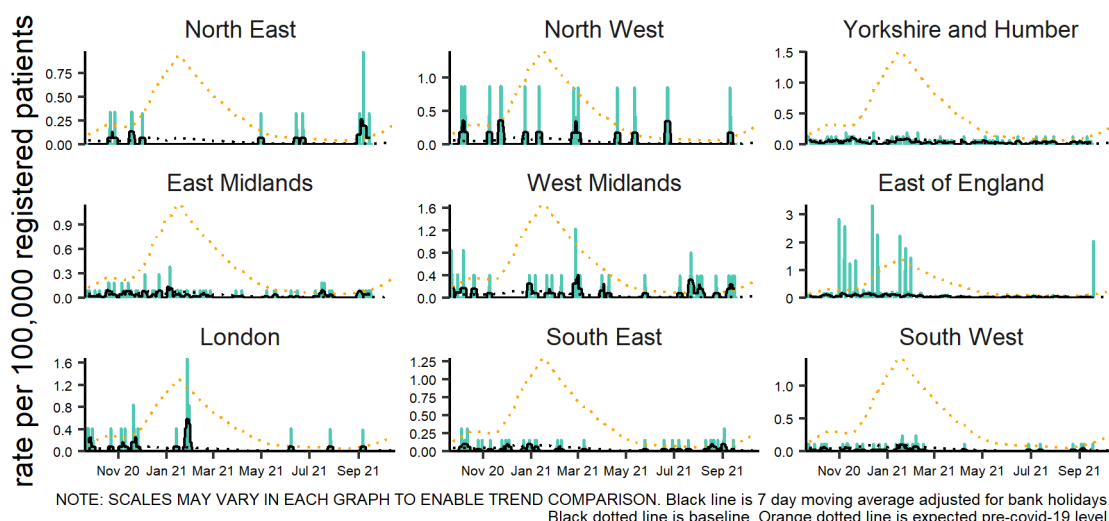 rate per 100,000 registered patients
North East
0.75
0.50
0.25
0.00
North West
1.0
0.5
0.0
Yorkshire and Humber
1.5
1.0
0.5
0.0
East Midlands
0.9
0.6
0.3
0.0
West Midlands
1.6
1.2
0.8
0.4
0.0
East of England
3
2
1
0
London
1.6
1.2
0.8
0.4
0.0
Nov 20 Jan 21 Mar 21 May 21 Jul 21 Sep 21
South East
1.25
1.00
0.75
0.50
0.25
0.00
Nov 20 Jan 21 Mar 21 May 21 Jul 21 Sep 21
South West
1.0
0.5
0.0
Nov 20 Jan 21 Mar 21 May 21 Jul 21 Sep 21
NOTE: SCALES MAY VARY IN EACH GRAPH TO ENABLE TREND COMPARISON. Black line is 7 day moving average adjusted for bank holidays
Black dotted line is baseline. Orange dotted line is expected pre-covid-19 level